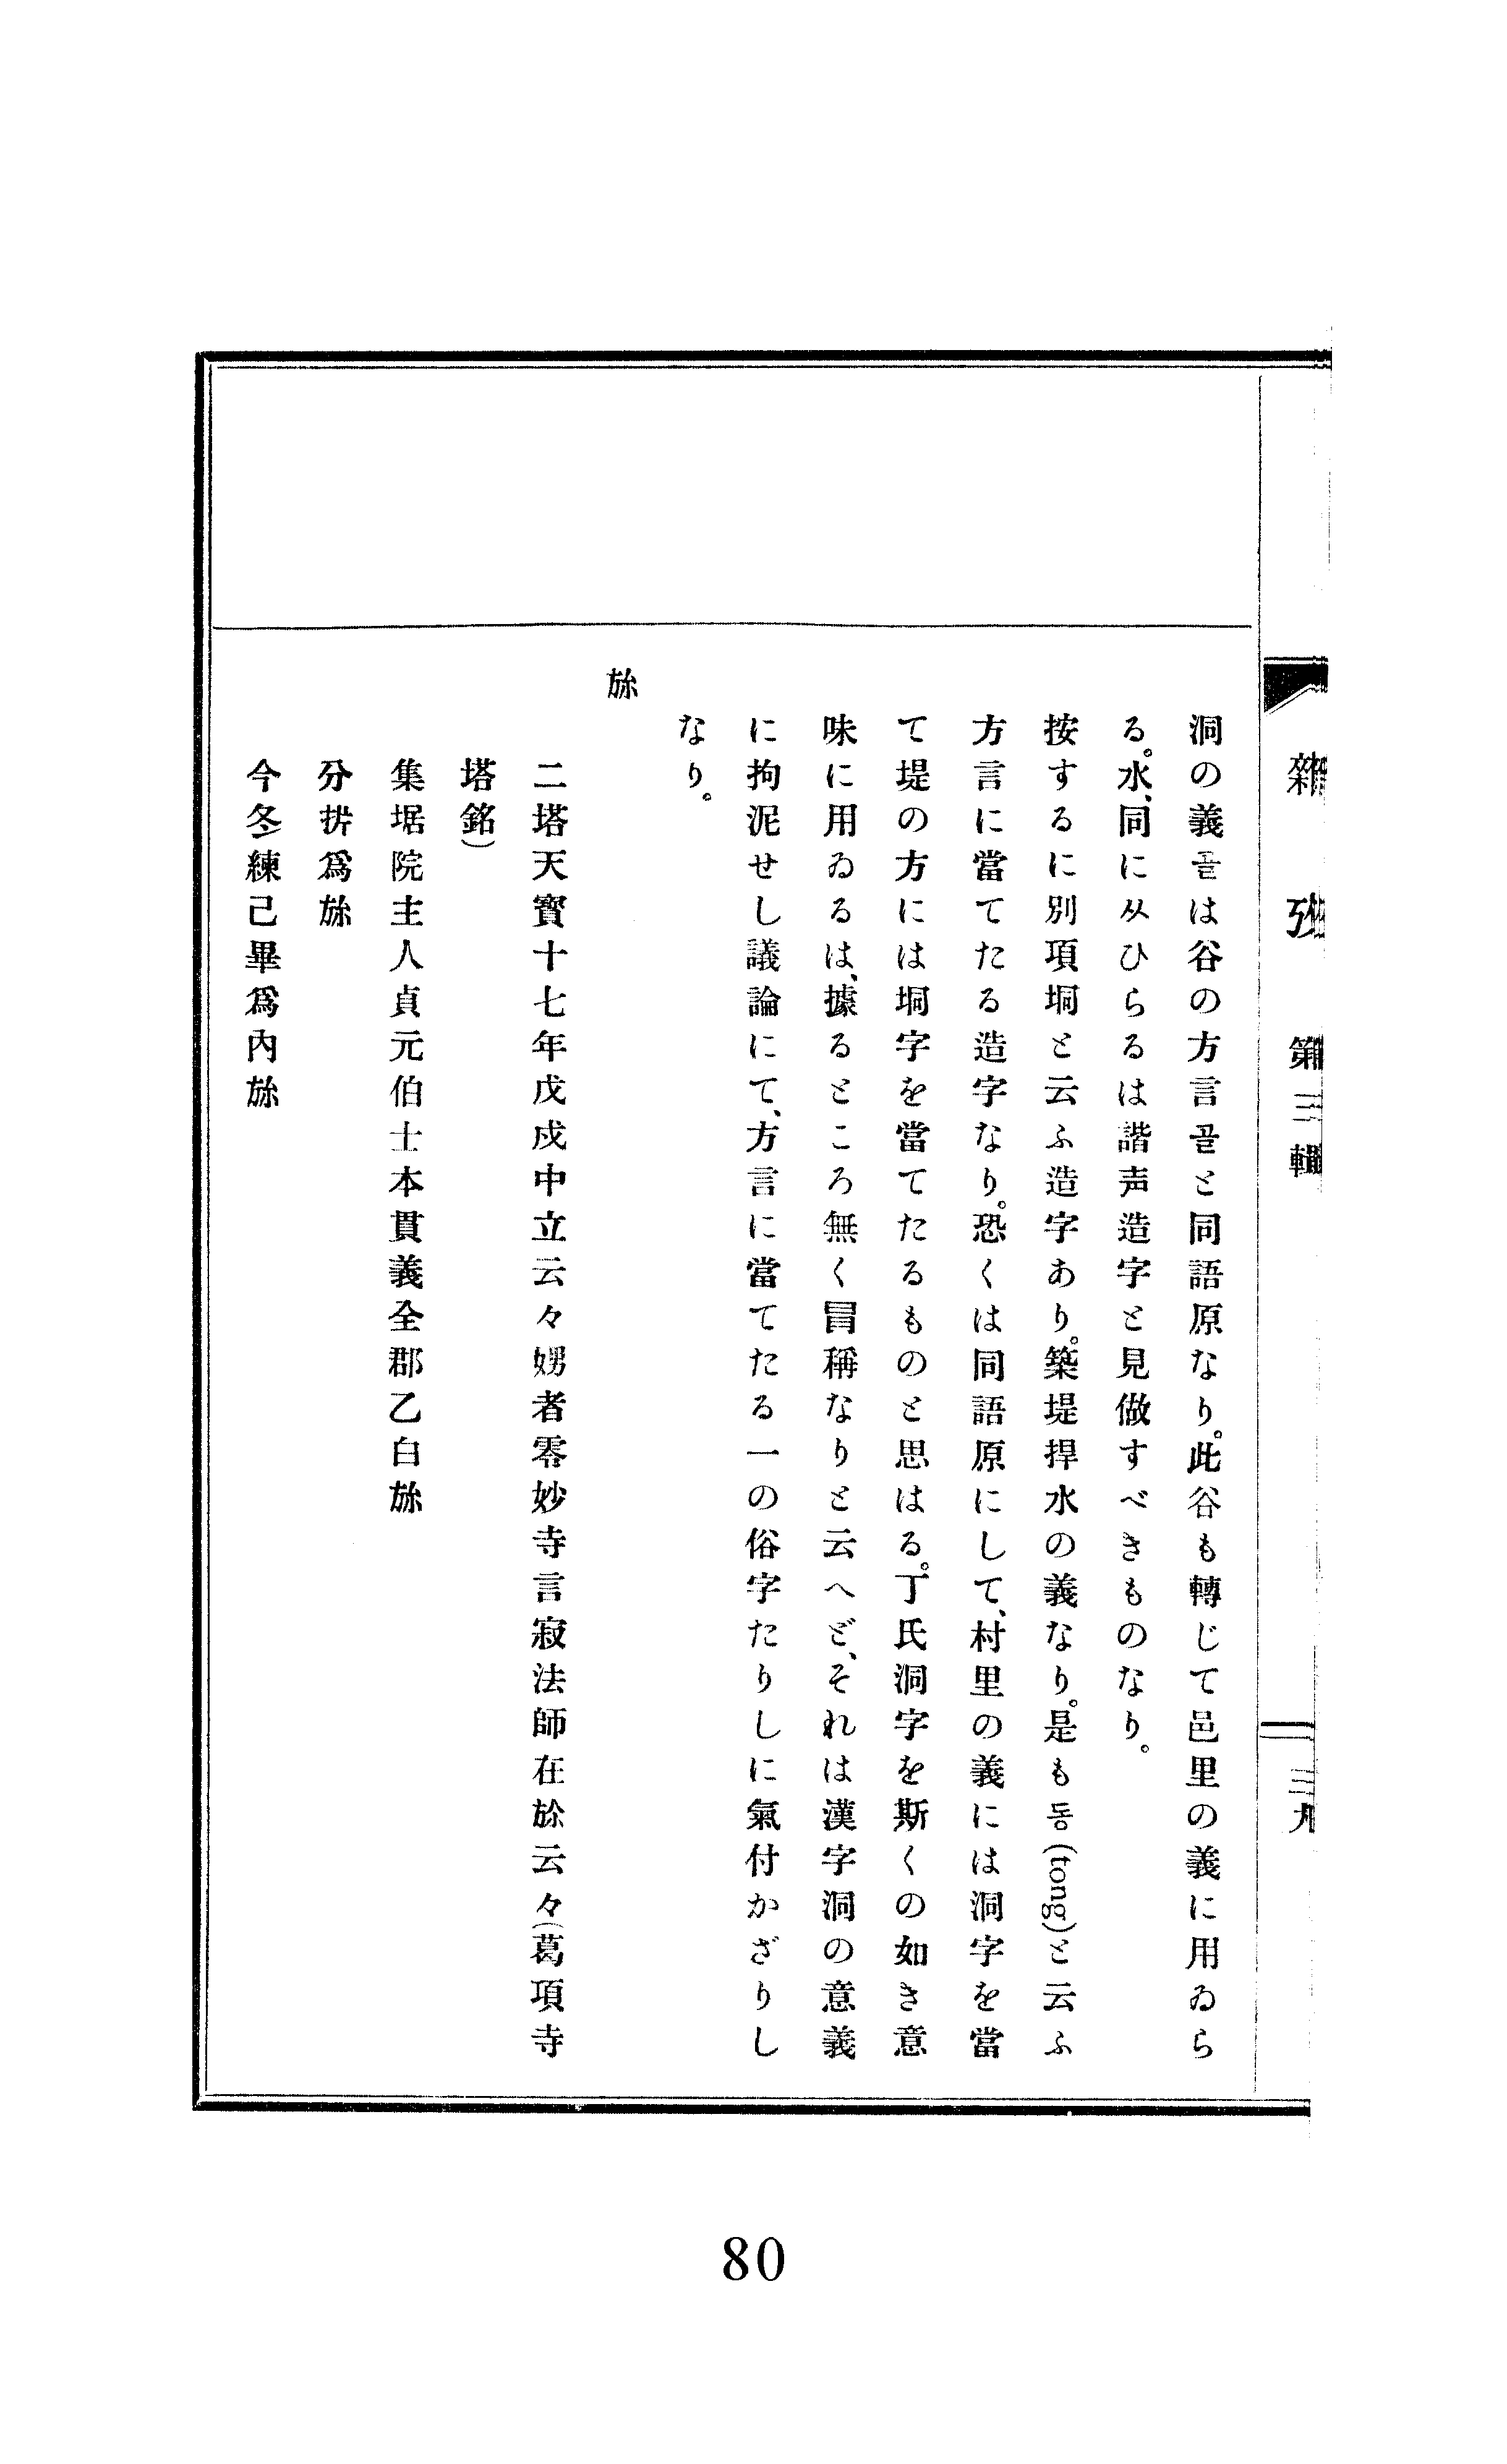 雜攷 第三輯
三九
洞の義골は谷の方言골と同語原なり。此谷も轉じて邑里の義に用ゐら
る。水、同に从ひらるは諧声造字と見做すべきものなり。
按するに別項垌と云ふ造字あり。築堤捍水の義なり。是も동(tong)と云ふ
方言に當てたる造字なり。恐くは同語原にして、村里の義には洞字を當
て堤の方には垌字を當てたるものと思はる。丁氏洞字を斯くの如き意
味に用ゐるは、據るところ無く冒稱なりと云へど、それは漢字洞の意義
に拘泥せし議論にて、方言に當てたる一の俗字たりしに氣付かざりし
なり。
旀
二塔天寳十七年戊戌中立云々娚者零妙寺言寂法師在旀云々(葛項寺
塔銘)
集琚院主人貞元伯士本貫義全郡乙白旀
分拚爲旀
今冬練己畢爲内旀
80